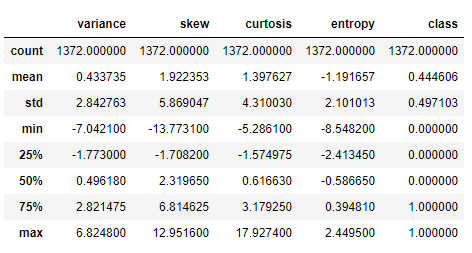 variance skew curtosis entropy class
count 1372.000000 1372.000000 1372.000000 1372.000000 1372.000000
mean 0.433735 1.922353 1.397627 -1.191657 0.444606
std 2.842763 5.869047 4.310030 2.101013 0.497103
min -7.042100 -13.773100 -5.286100 -8.548200 0.000000
25% -1.773000 -1.708200 -1.574975 -2.413450 0.000000
50% 0.496180 2.319650 0.616630 -0.586650 0.000000
75% 2.821475 6.814625 3.179250 0.394810 1.000000
max 6.824800 12.951600 17.927400 2.449500 1.000000